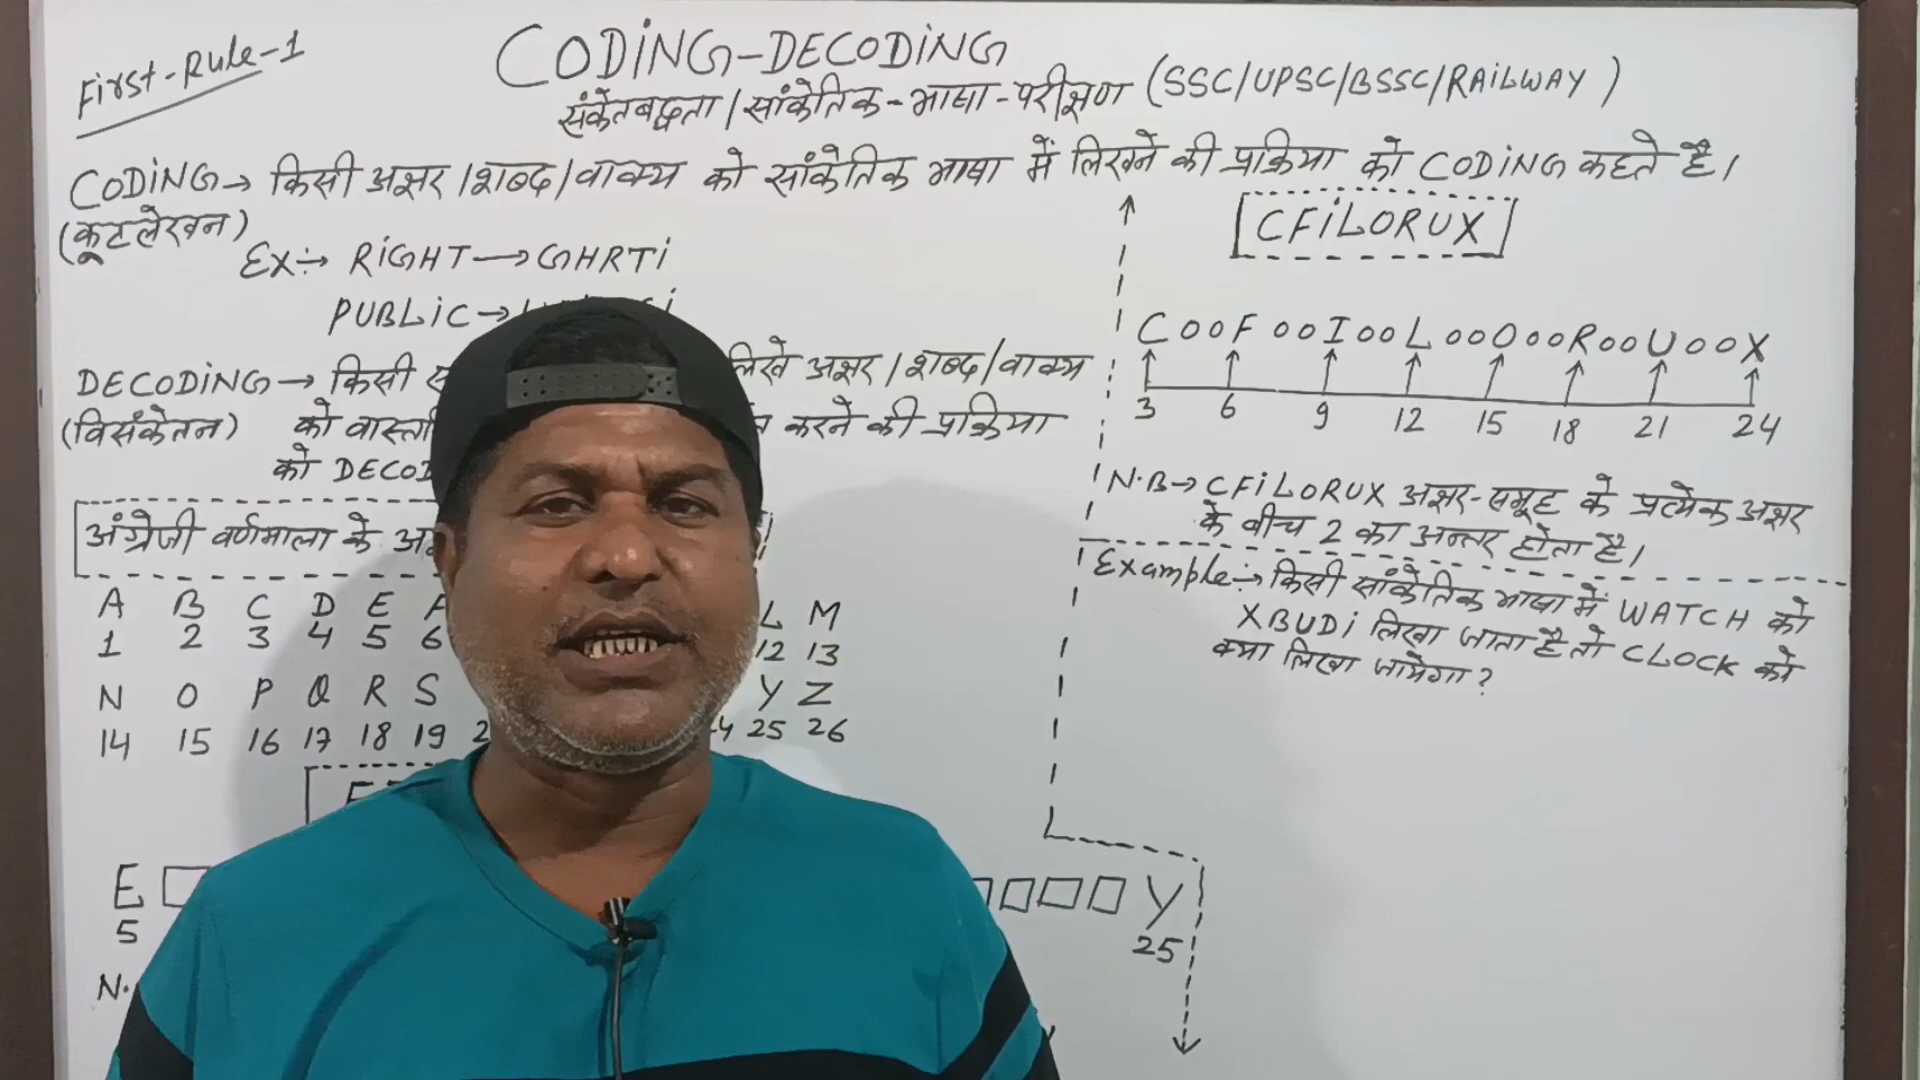 First-Rule-1
CODiNG-DECODiNG
संकेतबद्धता/सांकेतिक-भाषा-परीक्षण (SSC/UPSC/BSSC/RAiLWAY)
CODiNG→ किसी अक्षर/शब्द/वाक्य को सांकेतिक भाषा में लिखने की प्रक्रिया को CODiNG कहते है।
(कूटलेखन)
Ex:→ RiGHT→GHRTi
PUBLiC→
DECODiNG→ किसी लिखे अक्षर/शब्द/वाक्य
(विसंकेतन) को करने की प्रक्रिया
को
अंग्रेजी वर्णमाला के
A B C D E F L M
1 2 3 4 5 6 12 13
N O P Q R S Y Z
14 15 16 17 18 19 25 26
E Y
5 25
N.
[CFiLORUX]
C00F00I00L00O00R00U00X
3 6 9 12 15 18 21 24
N.B→ CFiLORUX अक्षर-समूह के प्रत्येक अक्षर
के बीच 2 का अन्तर होता है।
Example:→ किसी सांकेतिक भाषा में WATCH को
XBUDi लिखा जाता है तो CLOCK को
क्या लिखा जायेगा?